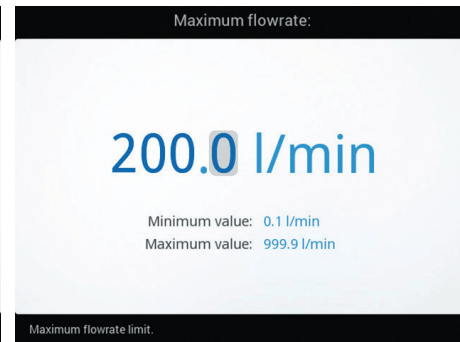 Maximum flowrate:
200.0 l/min
Minimum value: 0.1 l/min
Maximum value: 999.9 l/min
Maximum flowrate limit.